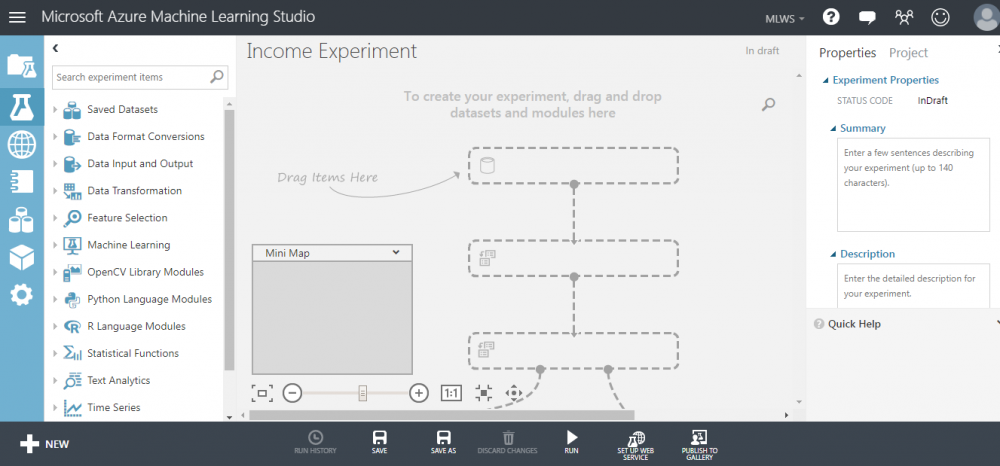 Microsoft Azure Machine Learning Studio
MLWS
?
Search experiment items
Saved Datasets
Data Format Conversions
Data Input and Output
Data Transformation
Feature Selection
Machine Learning
OpenCV Library Modules
Python Language Modules
R Language Modules
Statistical Functions
Text Analytics
Time Series
Income Experiment
In draft
To create your experiment, drag and drop
datasets and modules here
Drag Items Here
Mini Map
1:1
Properties
Project
Experiment Properties
STATUS CODE
InDraft
Summary
Enter a few sentences describing
your experiment (up to 140
characters).
Description
Enter the detailed description for
your experiment.
? Quick Help
NEW
RUN HISTORY
SAVE
SAVE AS
DISCARD CHANGES
RUN
SET UP WEB
SERVICE
PUBLISH TO
GALLERY